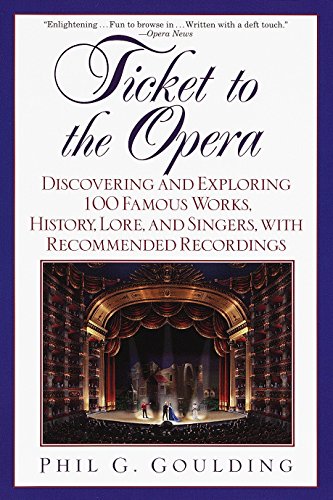 "Enlightening . . . Fun to browse in . . . Written with a deft touch."
—Opera News
Ticket to
the Opera
DISCOVERING AND EXPLORING
100 FAMOUS WORKS,
HISTORY, LORE, AND SINGERS, WITH
RECOMMENDED RECORDINGS
PHIL G. GOULDING